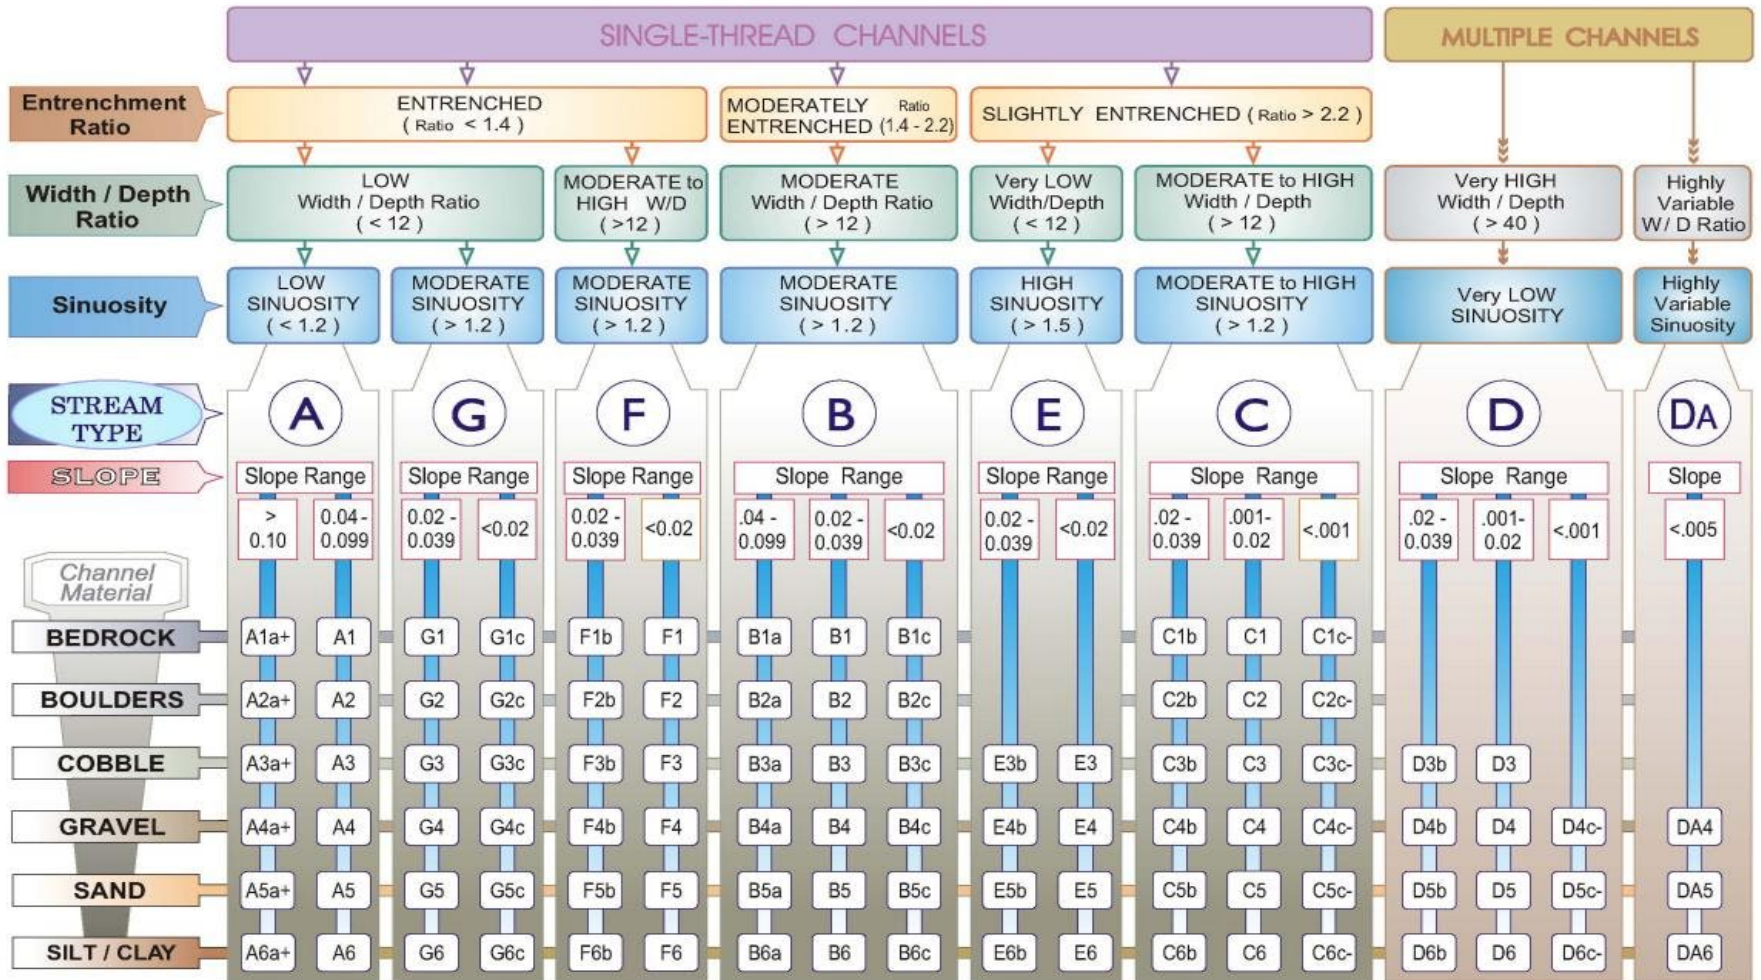 SINGLE-THREAD CHANNELS
MULTIPLE CHANNELS
Entrenchment
Ratio
ENTRENCHED
( Ratio < 1.4 )
MODERATELY Ratio
ENTRENCHED (1.4 - 2.2)
SLIGHTLY ENTRENCHED ( Ratio > 2.2 )
Width / Depth
Ratio
LOW
Width / Depth Ratio
( < 12 )
MODERATE to
HIGH W/D
( >12 )
MODERATE
Width / Depth Ratio
( > 12 )
Very LOW
Width/Depth
( < 12 )
MODERATE to HIGH
Width / Depth
( > 12 )
Very HIGH
Width / Depth
( > 40 )
Highly
Variable
W / D Ratio
Sinuosity
LOW
SINUOSITY
( < 1.2 )
MODERATE
SINUOSITY
( > 1.2 )
MODERATE
SINUOSITY
( > 1.2 )
MODERATE
SINUOSITY
( > 1.2 )
HIGH
SINUOSITY
( > 1.5 )
MODERATE to HIGH
SINUOSITY
( > 1.2 )
Very LOW
SINUOSITY
Highly
Variable
Sinuosity
STREAM
TYPE
A G F B E C D DA
SLOPE
Slope Range Slope Range Slope Range Slope Range Slope Range Slope Range Slope Range Slope
>
0.10
0.04 -
0.099
0.02 -
0.039
<0.02
0.02 -
0.039
<0.02
.04 -
0.099
0.02 -
0.039
<0.02
0.02 -
0.039
<0.02
.02 -
0.039
.001-
0.02
<.001
.02 -
0.039
.001-
0.02
<.001
<.005
Channel
Material
BEDROCK A1a+ A1 G1 G1c F1b F1 B1a B1 B1c C1b C1 C1c-
BOULDERS A2a+ A2 G2 G2c F2b F2 B2a B2 B2c C2b C2 C2c-
COBBLE A3a+ A3 G3 G3c F3b F3 B3a B3 B3c E3b E3 C3b C3 C3c- D3b D3
GRAVEL A4a+ A4 G4 G4c F4b F4 B4a B4 B4c E4b E4 C4b C4 C4c- D4b D4 D4c- DA4
SAND A5a+ A5 G5 G5c F5b F5 B5a B5 B5c E5b E5 C5b C5 C5c- D5b D5 D5c- DA5
SILT / CLAY A6a+ A6 G6 G6c F6b F6 B6a B6 B6c E6b E6 C6b C6 C6c- D6b D6 D6c- DA6